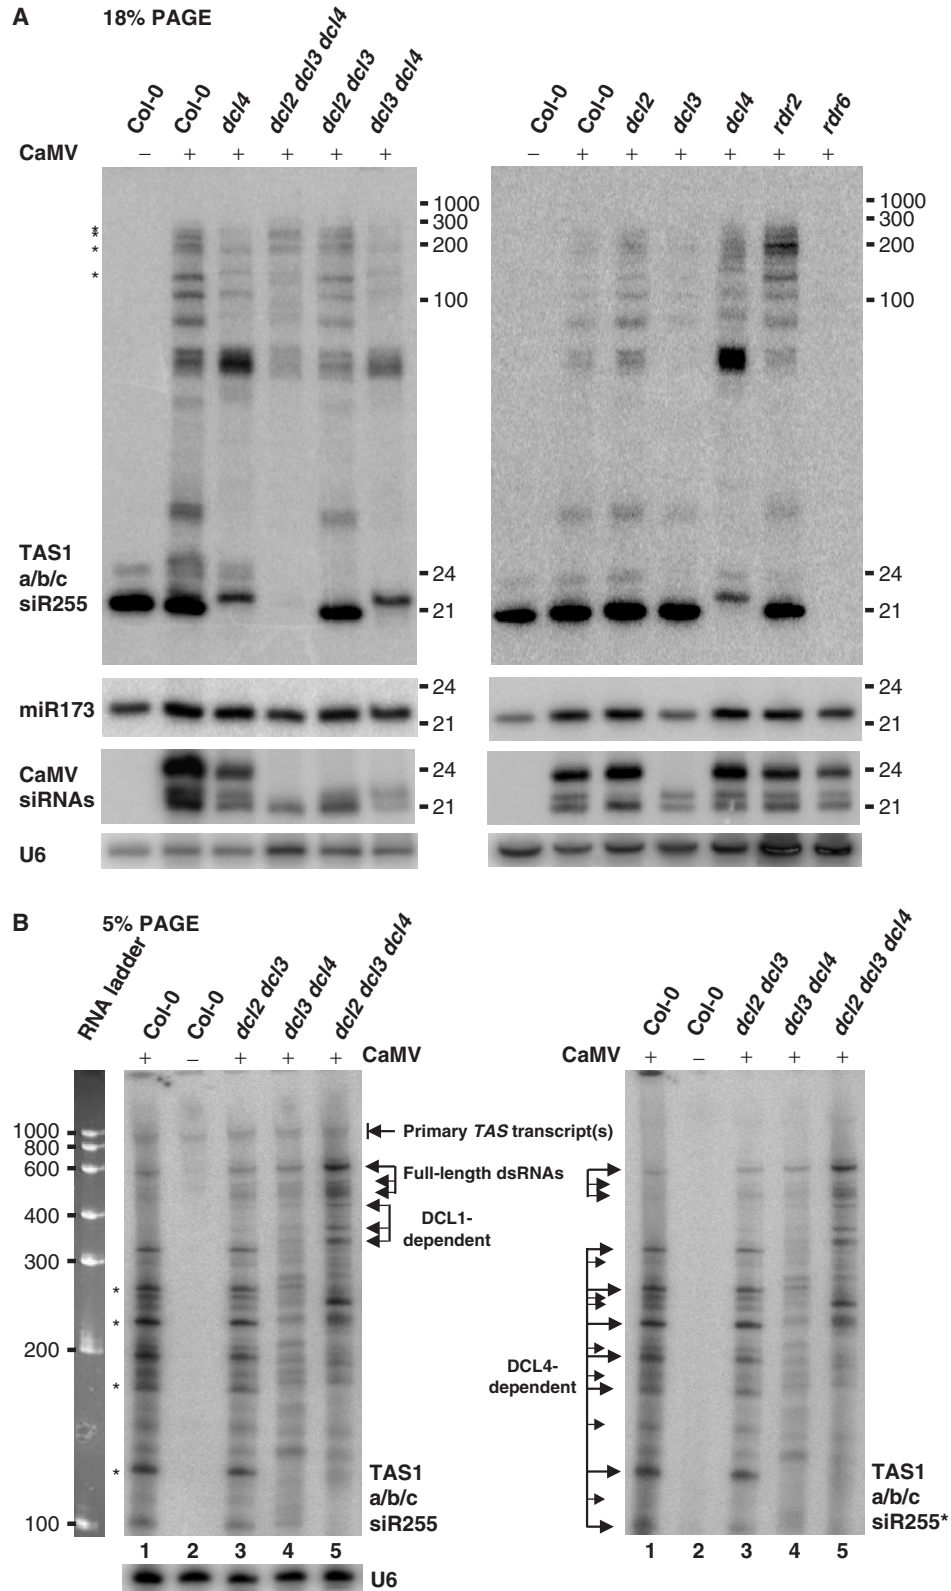 A 18% PAGE
Col-0 Col-0 dcl4 dcl2 dcl3 dcl4 dcl2 dcl3 dcl3 dcl4 Col-0 Col-0 dcl2 dcl3 dcl4 rdr2 rdr6
CaMV – + + + + + – + + + + + +
1000 1000
* 300 300
* 200 200
*
* 100 100
TAS1
a/b/c
siR255
24 24
21 21
miR173
24 24
21 21
CaMV
siRNAs
24 24
21 21
U6
B 5% PAGE
RNA ladder Col-0 Col-0 dcl2 dcl3 dcl3 dcl4 dcl2 dcl3 dcl4 Col-0 Col-0 dcl2 dcl3 dcl3 dcl4 dcl2 dcl3 dcl4
+ – + + + CaMV CaMV + – + + +
1000 Primary TAS transcript(s)
800
600 Full-length dsRNAs
400 DCL1-
dependent
300
*
*
200
DCL4-
dependent
*
*
TAS1 TAS1
a/b/c a/b/c
100 siR255 siR255*
1 2 3 4 5 1 2 3 4 5
U6